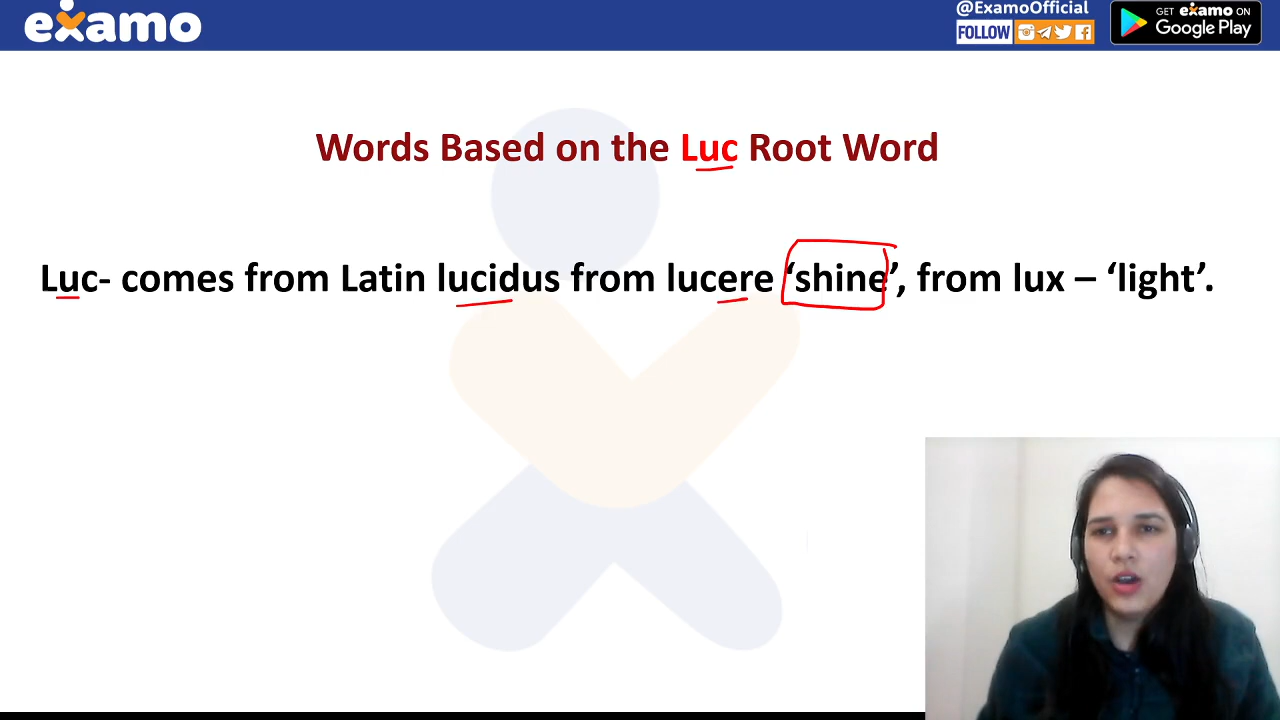 examo
@ExamoOfficial
FOLLOW
GET examo ON
Google Play
Words Based on the Luc Root Word
Luc- comes from Latin lucidus from lucere ‘shine’, from lux – ‘light’.